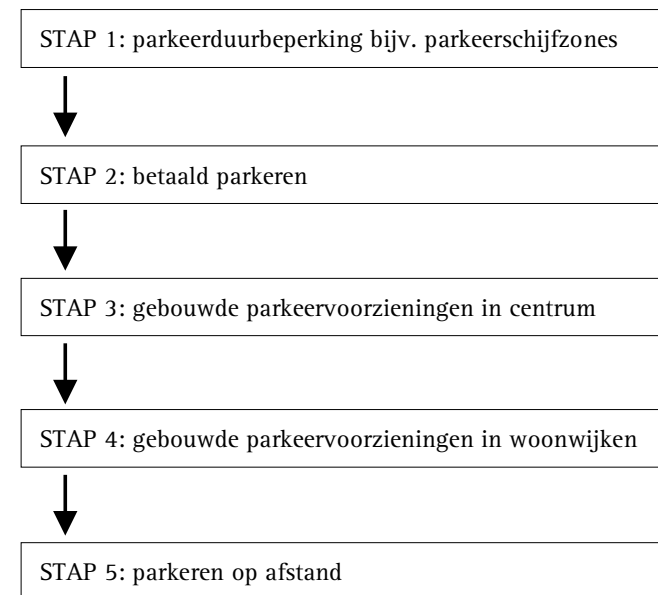 STAP 1: parkeerduurbeperking bijv. parkeerschijfzones
STAP 2: betaald parkeren
STAP 3: gebouwde parkeervoorzieningen in centrum
STAP 4: gebouwde parkeervoorzieningen in woonwijken
STAP 5: parkeren op afstand